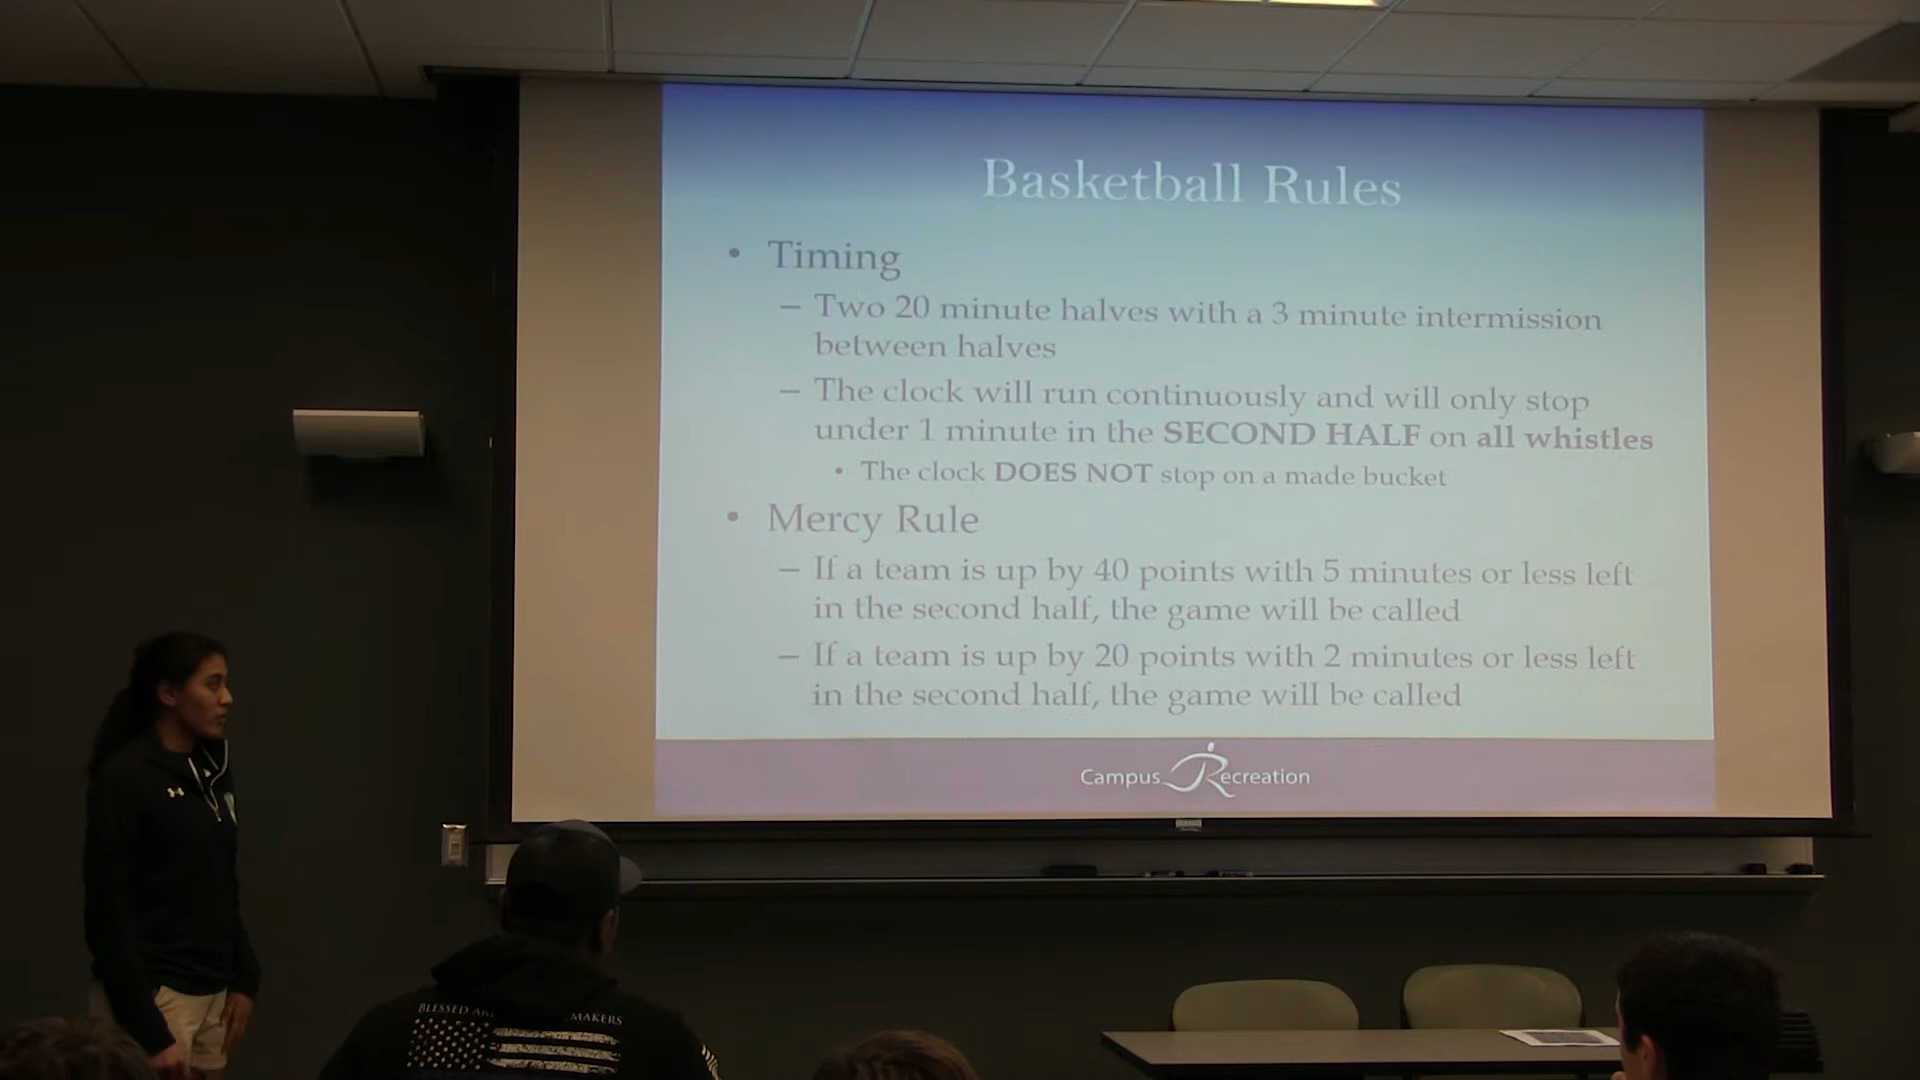 Basketball Rules
• Timing
– Two 20 minute halves with a 3 minute intermission
between halves
– The clock will run continuously and will only stop
under 1 minute in the SECOND HALF on all whistles
• The clock DOES NOT stop on a made bucket
• Mercy Rule
– If a team is up by 40 points with 5 minutes or less left
in the second half, the game will be called
– If a team is up by 20 points with 2 minutes or less left
in the second half, the game will be called
Campus Recreation
BLESSED MAKERS